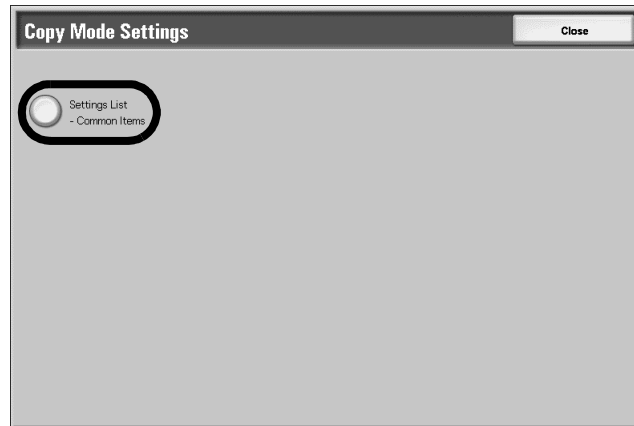 Copy Mode Settings
Close
Settings List
- Common Items